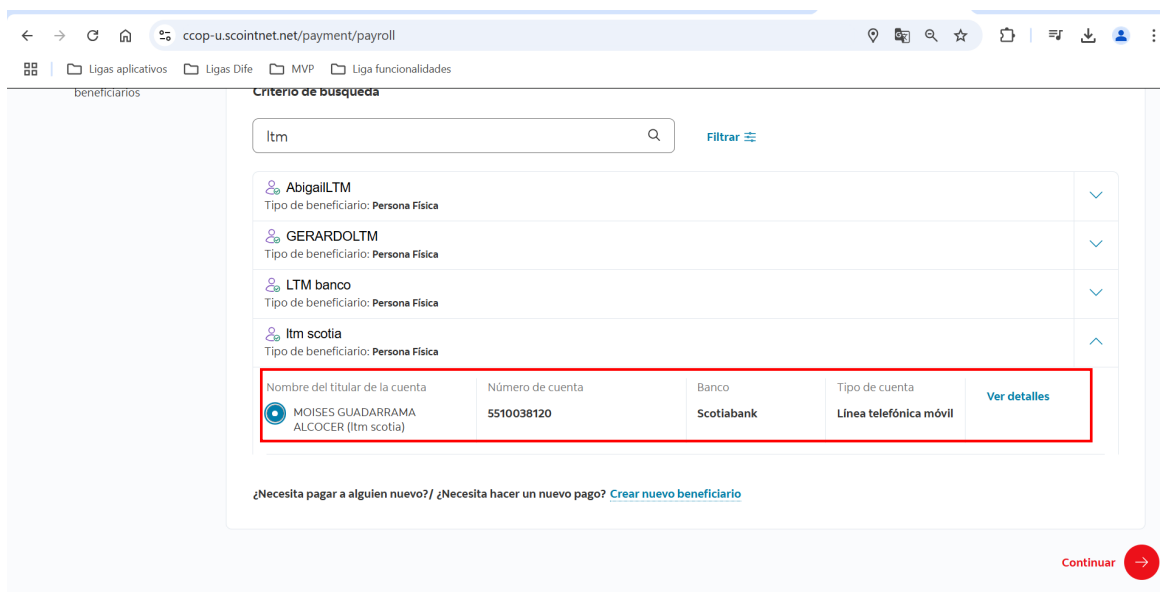 ccop-u.scointnet.net/payment/payroll
Ligas aplicativos Ligas Dife MVP Liga funcionalidades
beneficiarios
Criterio de búsqueda
ltm
Filtrar
AbigailLTM
Tipo de beneficiario: Persona Física
GERARDOLTM
Tipo de beneficiario: Persona Física
LTM banco
Tipo de beneficiario: Persona Física
ltm scotia
Tipo de beneficiario: Persona Física
Nombre del titular de la cuenta Número de cuenta Banco Tipo de cuenta Ver detalles
MOISES GUADARRAMA 5510038120 Scotiabank Línea telefónica móvil
ALCOCER (ltm scotia)
¿Necesita pagar a alguien nuevo?/ ¿Necesita hacer un nuevo pago? Crear nuevo beneficiario
Continuar